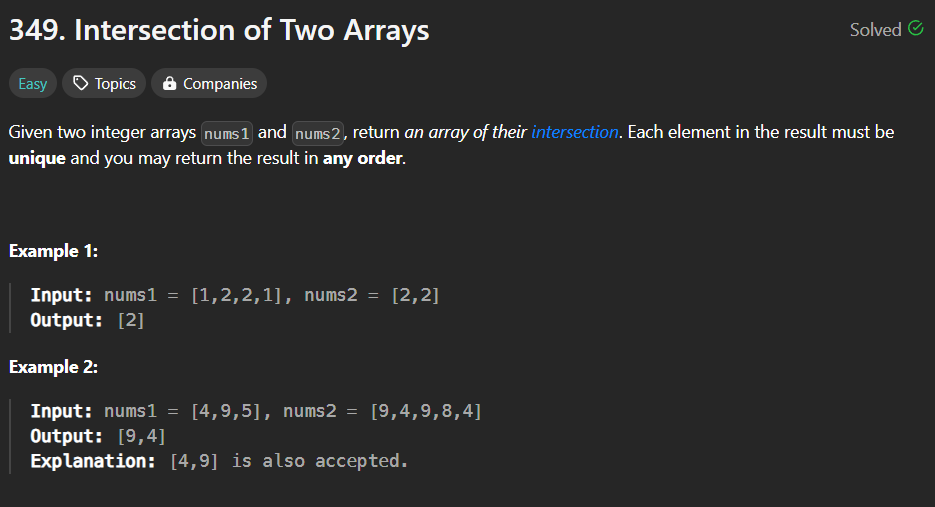 349. Intersection of Two Arrays
Solved
Easy Topics Companies
Given two integer arrays nums1 and nums2, return an array of their intersection. Each element in the result must be
unique and you may return the result in any order.
Example 1:
Input: nums1 = [1,2,2,1], nums2 = [2,2]
Output: [2]
Example 2:
Input: nums1 = [4,9,5], nums2 = [9,4,9,8,4]
Output: [9,4]
Explanation: [4,9] is also accepted.